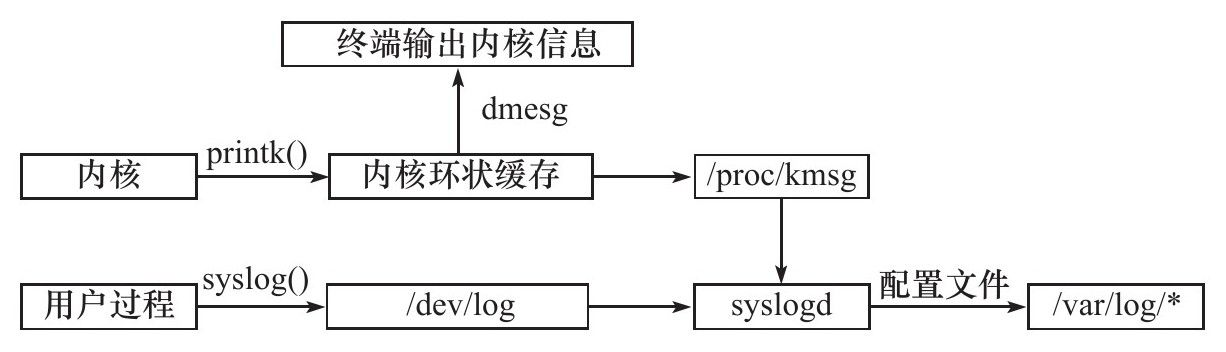 终端输出内核信息
dmesg
内核
printk()
内核环状缓存
/proc/kmsg
用户过程
syslog()
/dev/log
syslogd
配置文件
/var/log/*